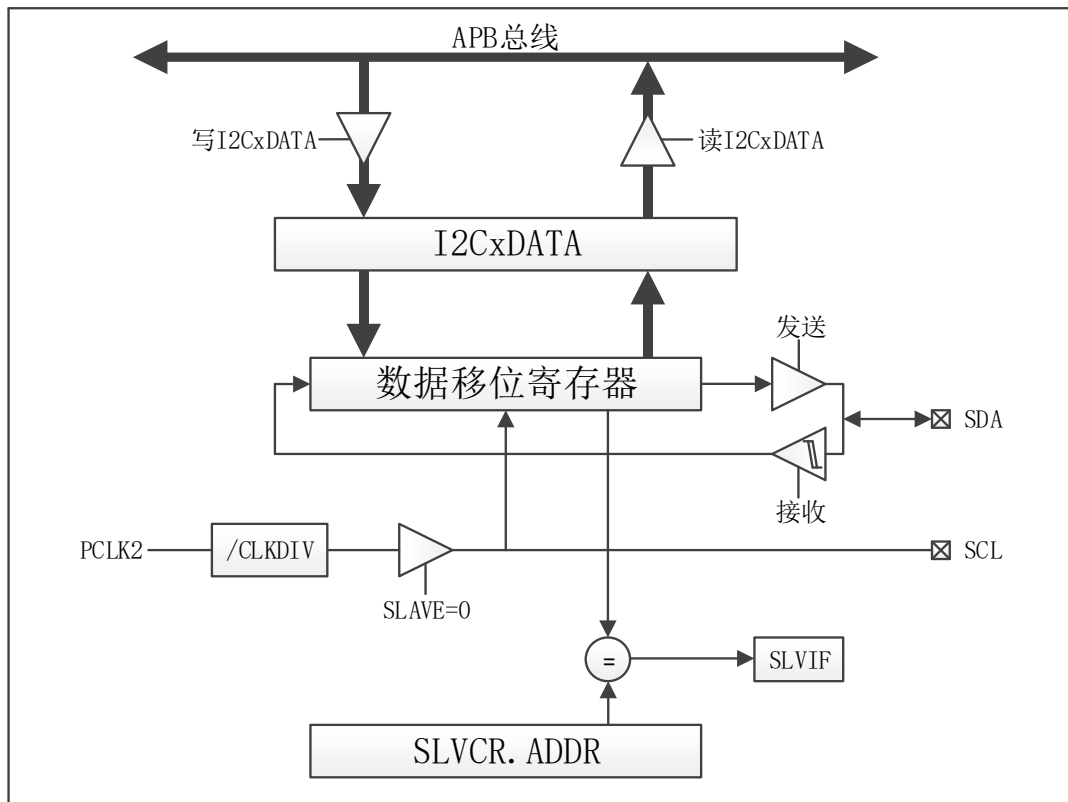 APB总线
写I2CxDATA
读I2CxDATA
I2CxDATA
发送
数据移位寄存器
SDA
接收
PCLK2
/CLKDIV
SCL
SLAVE=0
=
SLVIF
SLVCR.ADDR